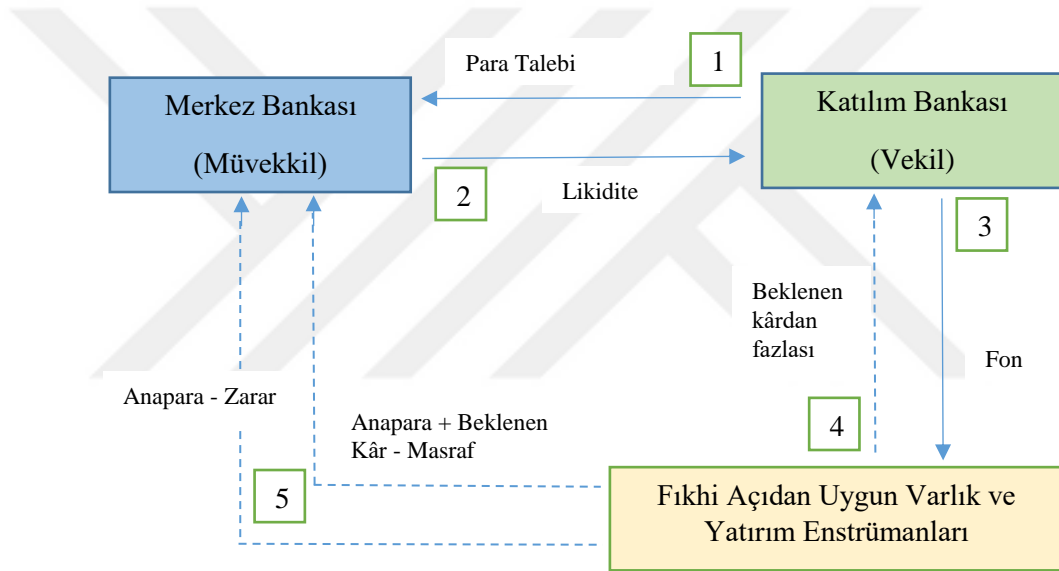 Para Talebi
1
Merkez Bankası
(Müvekkil)
Katılım Bankası
(Vekil)
2
Likidite
3
Beklenen
kârdan
fazlası
Fon
Anapara - Zarar
Anapara + Beklenen
Kâr - Masraf
4
5
Fıkhi Açıdan Uygun Varlık ve
Yatırım Enstrümanları